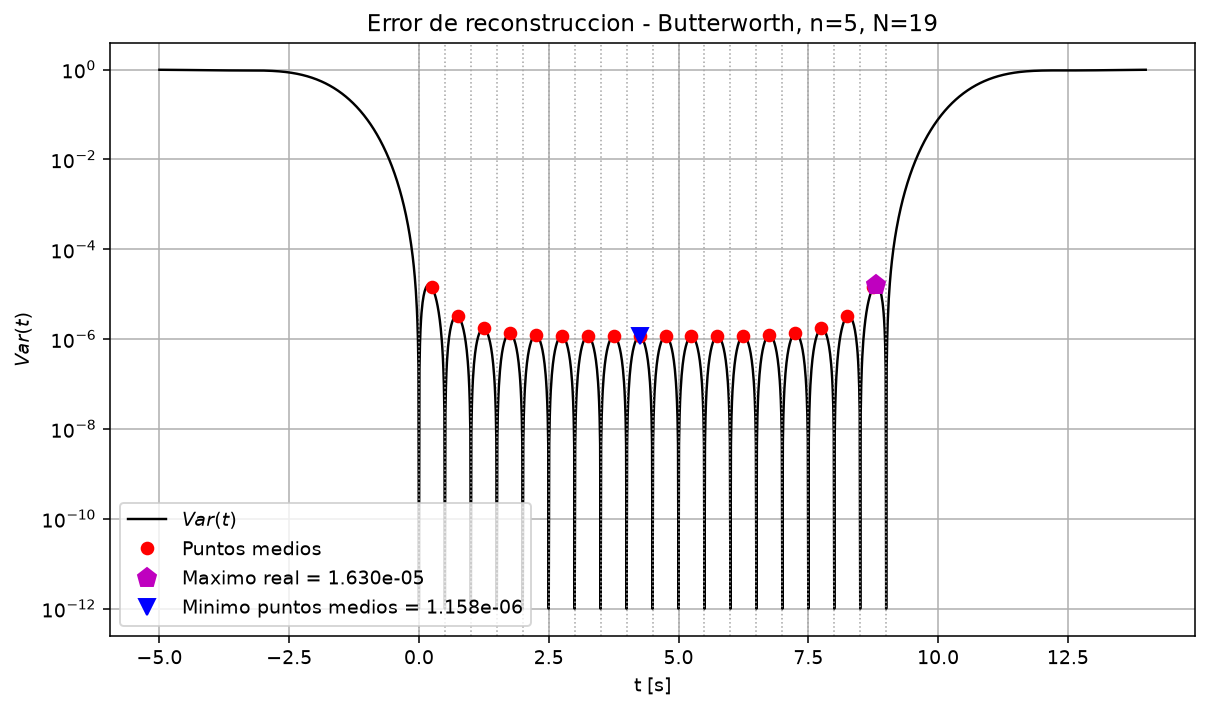 Error de reconstruccion - Butterworth, n=5, N=19
10⁰
10⁻²
10⁻⁴
10⁻⁶
10⁻⁸
10⁻¹⁰
10⁻¹²
Var(t)
Var(t)
Puntos medios
Maximo real = 1.630e-05
Minimo puntos medios = 1.158e-06
−5.0 −2.5 0.0 2.5 5.0 7.5 10.0 12.5
t [s]